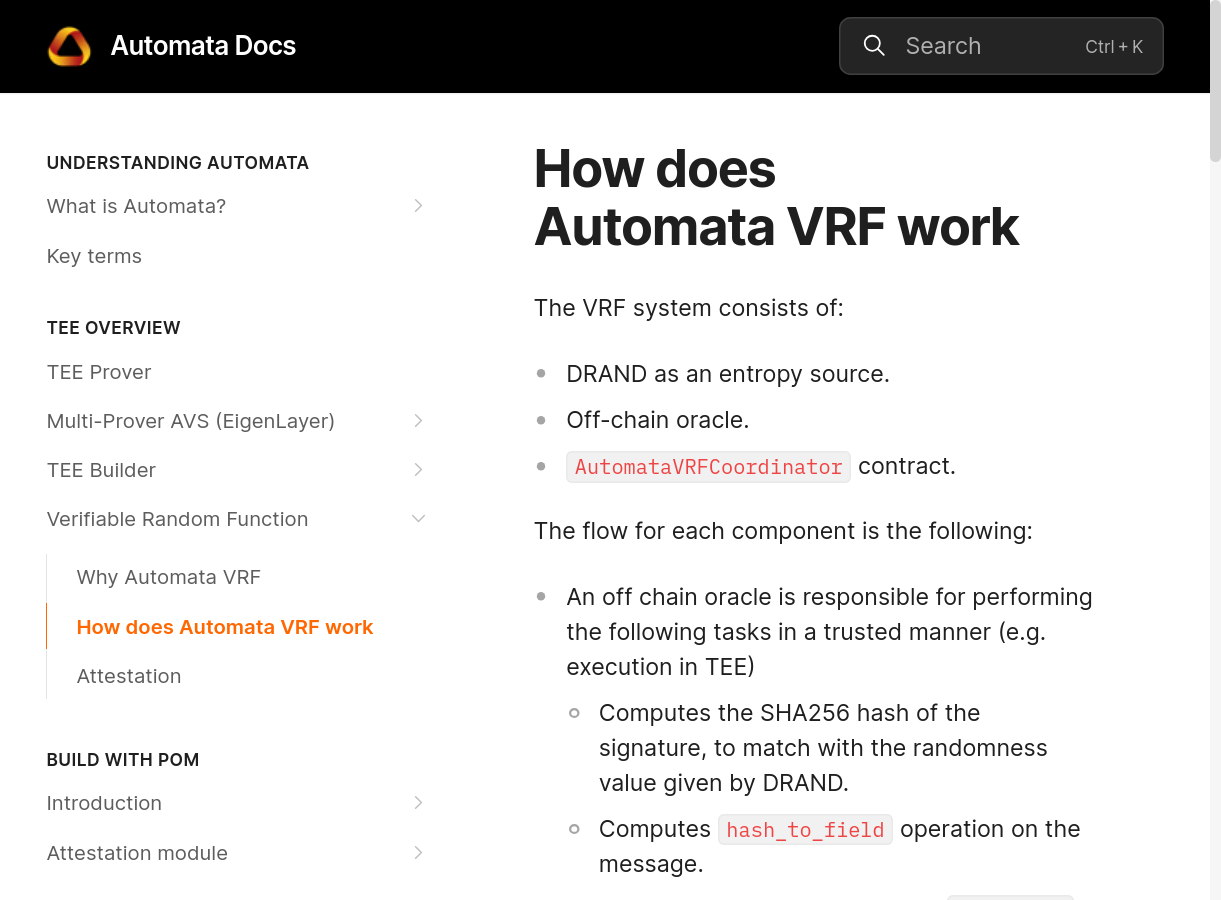 Automata Docs
Search
Ctrl + K
UNDERSTANDING AUTOMATA
What is Automata?
Key terms
TEE OVERVIEW
TEE Prover
Multi-Prover AVS (EigenLayer)
TEE Builder
Verifiable Random Function
Why Automata VRF
How does Automata VRF work
Attestation
BUILD WITH POM
Introduction
Attestation module
How does
Automata VRF work
The VRF system consists of:
DRAND as an entropy source.
Off-chain oracle.
AutomataVRFCoordinator contract.
The flow for each component is the following:
An off chain oracle is responsible for performing
the following tasks in a trusted manner (e.g.
execution in TEE)
Computes the SHA256 hash of the
signature, to match with the randomness
value given by DRAND.
Computes hash_to_field operation on the
message.